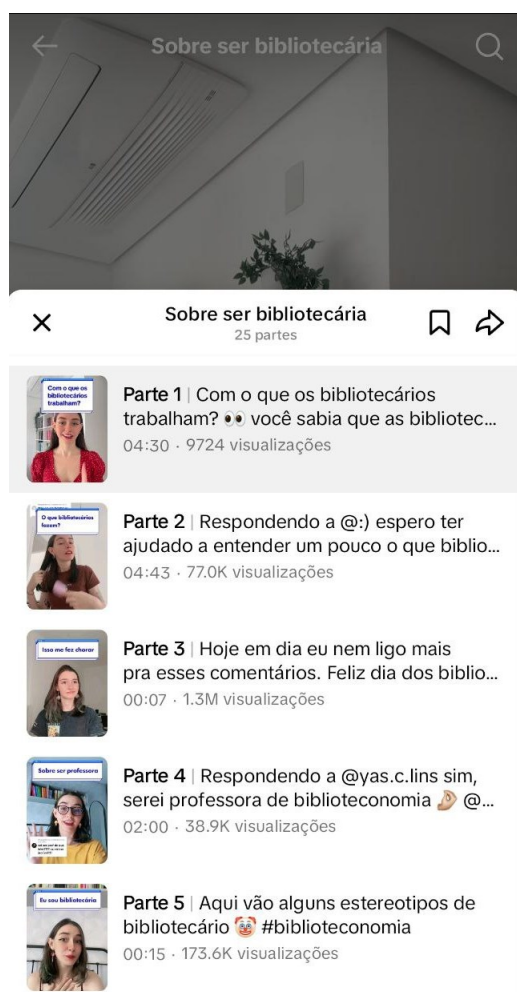 Sobre ser bibliotecária
Sobre ser bibliotecária
25 partes
Com o que os
bibliotecários
trabalham?
Parte 1 | Com o que os bibliotecários
trabalham? 👀 você sabia que as bibliotec...
04:30 · 9724 visualizações
O que bibliotecários
fazem?
Parte 2 | Respondendo a @:) espero ter
ajudado a entender um pouco o que biblio...
04:43 · 77.0K visualizações
Isso me fez chorar
Parte 3 | Hoje em dia eu nem ligo mais
pra esses comentários. Feliz dia dos biblio...
00:07 · 1.3M visualizações
Sobre ser professora
Parte 4 | Respondendo a @yas.c.lins sim,
serei professora de biblioteconomia 🤌🏻 @...
02:00 · 38.9K visualizações
Eu sou bibliotecária
Parte 5 | Aqui vão alguns estereotipos de
bibliotecário 🤡 #biblioteconomia
00:15 · 173.6K visualizações